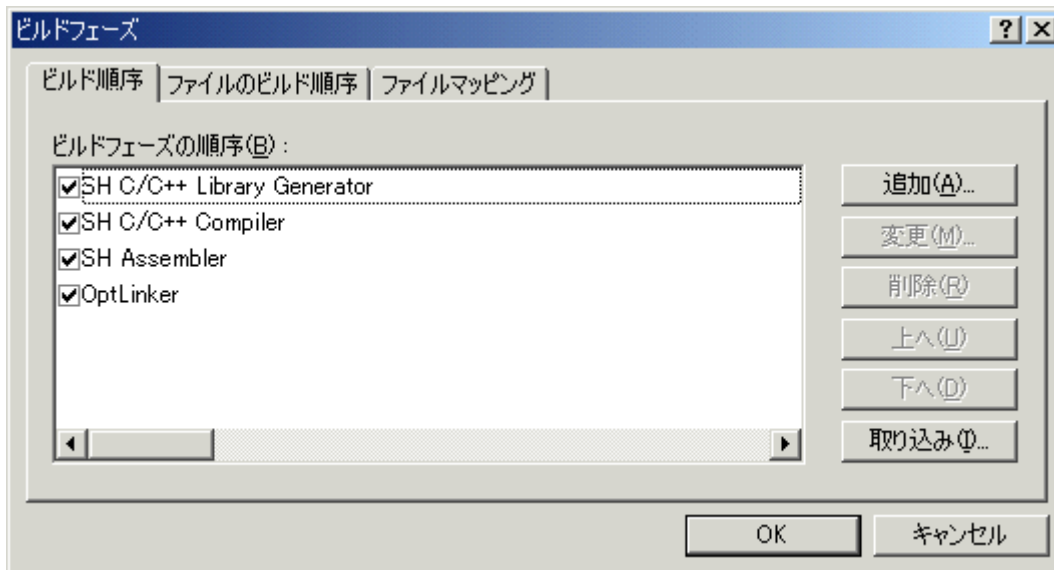 ビルドフェーズ
ビルド順序 ファイルのビルド順序 ファイルマッピング
ビルドフェーズの順序(B) :
SH C/C++ Library Generator
SH C/C++ Compiler
SH Assembler
OptLinker
追加(A)...
変更(M)...
削除(R)
上へ(U)
下へ(D)
取り込み(I)...
OK キャンセル